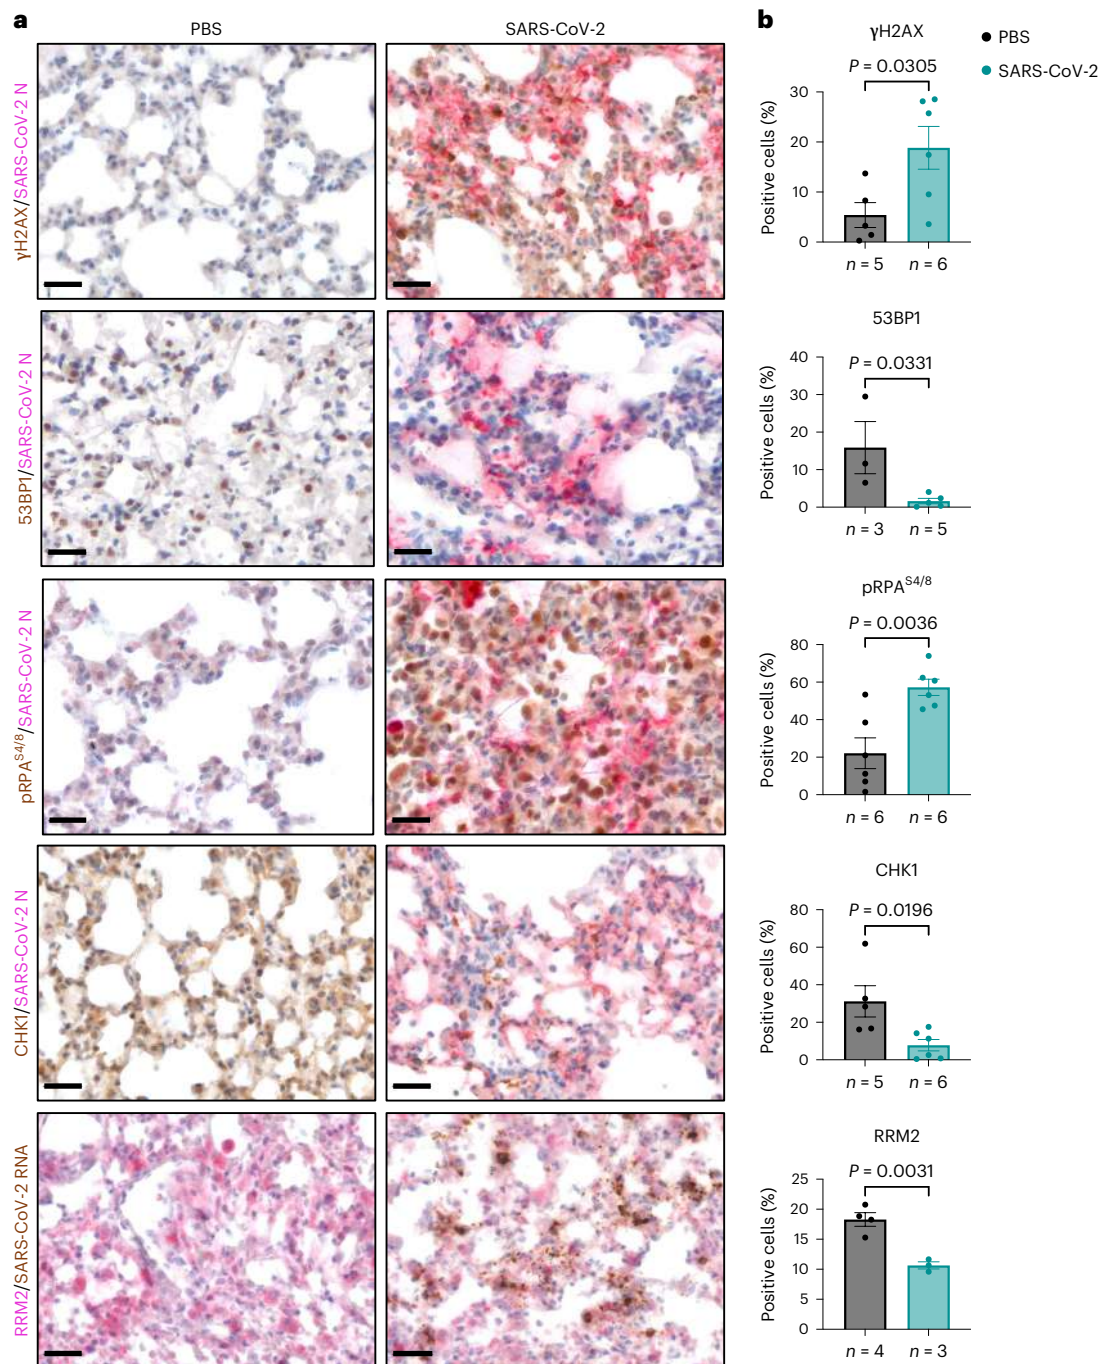 a
PBS
SARS-CoV-2
γH2AX/SARS-CoV-2 N
53BP1/SARS-CoV-2 N
pRPA^S4/8/SARS-CoV-2 N
CHK1/SARS-CoV-2 N
RRM2/SARS-CoV-2 RNA
b
PBS
SARS-CoV-2
γH2AX
P = 0.0305
Positive cells (%)
30
20
10
0
n = 5
n = 6
53BP1
P = 0.0331
Positive cells (%)
40
30
20
10
0
n = 3
n = 5
pRPA^S4/8
P = 0.0036
Positive cells (%)
80
60
40
20
0
n = 6
n = 6
CHK1
P = 0.0196
Positive cells (%)
80
60
40
20
0
n = 5
n = 6
RRM2
P = 0.0031
Positive cells (%)
25
20
15
10
5
0
n = 4
n = 3